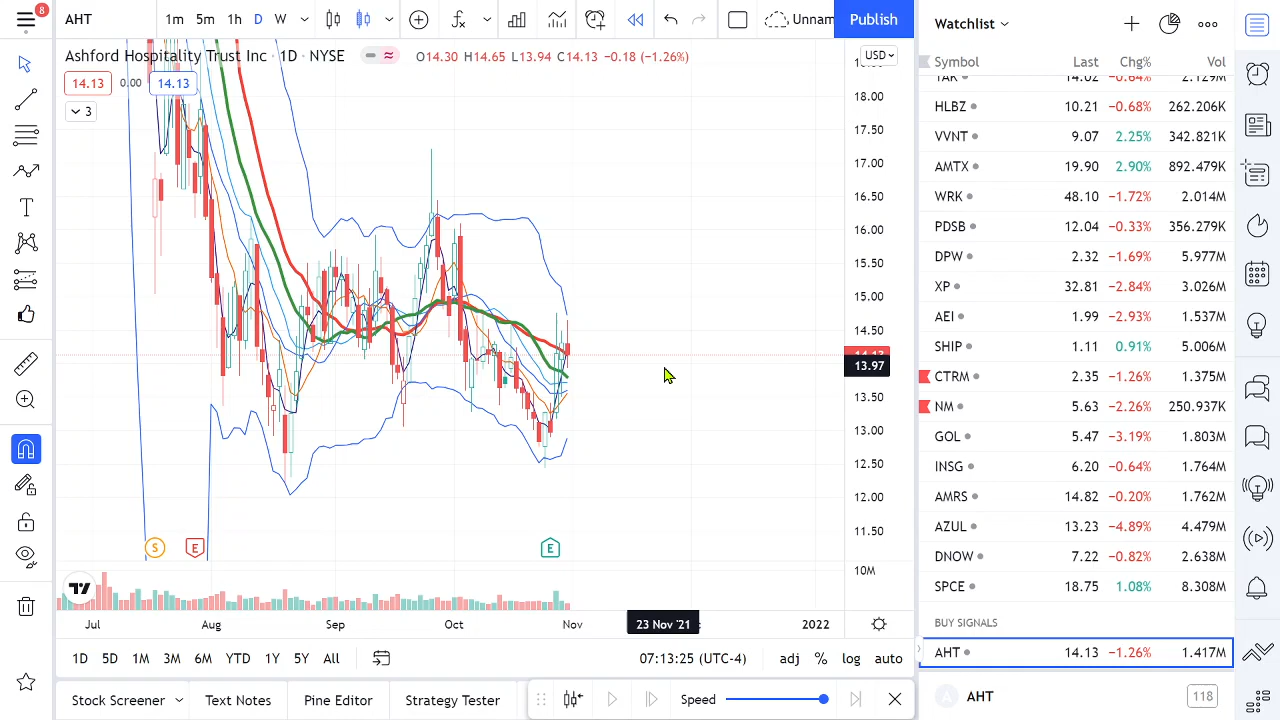 8
AHT
1m 5m 1h D W
Unnam
Publish
Ashford Hospitality Trust Inc · 1D · NYSE
O14.30 H14.65 L13.94 C14.13 −0.18 (−1.26%)
USD
14.13 0.00 14.13
3
18.00
17.50
17.00
16.50
16.00
15.50
15.00
14.50
13.97
13.50
13.00
12.50
12.00
11.50
10M
S E E
Jul Aug Sep Oct Nov 23 Nov '21 2022
1D 5D 1M 3M 6M YTD 1Y 5Y All
07:13:25 (UTC-4) adj % log auto
Stock Screener Text Notes Pine Editor Strategy Tester
Speed
Watchlist
Symbol Last Chg% Vol
TAK 14.02 −0.64% 2.129M
HLBZ 10.21 −0.68% 262.206K
VVNT 9.07 2.25% 342.821K
AMTX 19.90 2.90% 892.479K
WRK 48.10 −1.72% 2.014M
PDSB 12.04 −0.33% 356.279K
DPW 2.32 −1.69% 5.977M
XP 32.81 −2.84% 3.026M
AEI 1.99 −2.93% 1.537M
SHIP 1.11 0.91% 5.006M
CTRM 2.35 −1.26% 1.375M
NM 5.63 −2.26% 250.937K
GOL 5.47 −3.19% 1.803M
INSG 6.20 −0.64% 1.764M
AMRS 14.82 −0.20% 1.762M
AZUL 13.23 −4.89% 4.479M
DNOW 7.22 −0.82% 2.638M
SPCE 18.75 1.08% 8.308M
BUY SIGNALS
AHT 14.13 −1.26% 1.417M
A AHT 118